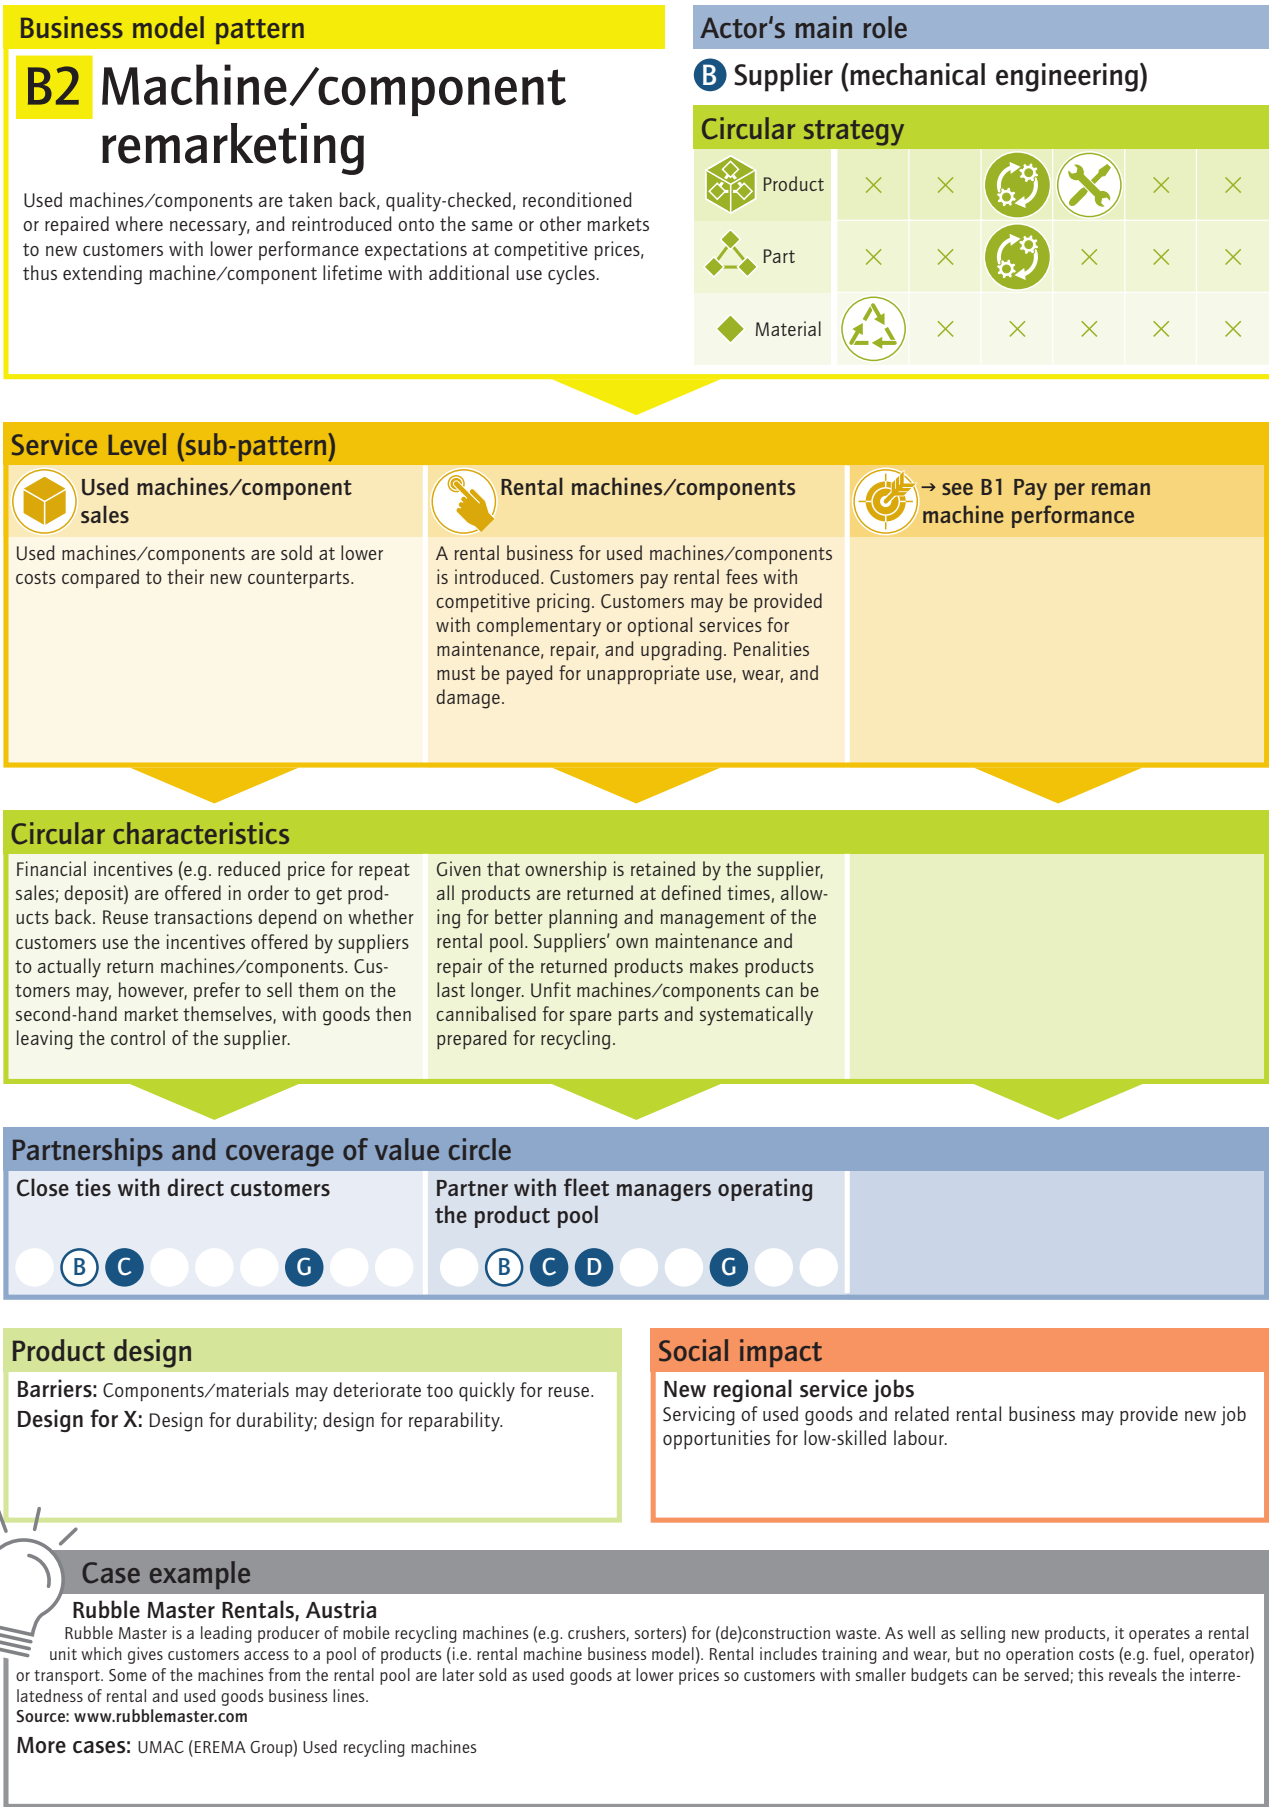 Business model pattern
B2 Machine/component
remarketing
Used machines/components are taken back, quality-checked, reconditioned
or repaired where necessary, and reintroduced onto the same or other markets
to new customers with lower performance expectations at competitive prices,
thus extending machine/component lifetime with additional use cycles.
Actor's main role
B Supplier (mechanical engineering)
Circular strategy
Product
Part
Material
Service Level (sub-pattern)
Used machines/component
sales
Used machines/components are sold at lower
costs compared to their new counterparts.
Rental machines/components
A rental business for used machines/components
is introduced. Customers pay rental fees with
competitive pricing. Customers may be provided
with complementary or optional services for
maintenance, repair, and upgrading. Penalities
must be payed for unappropriate use, wear, and
damage.
→ see B1 Pay per reman
machine performance
Circular characteristics
Financial incentives (e.g. reduced price for repeat
sales; deposit) are offered in order to get prod-
ucts back. Reuse transactions depend on whether
customers use the incentives offered by suppliers
to actually return machines/components. Cus-
tomers may, however, prefer to sell them on the
second-hand market themselves, with goods then
leaving the control of the supplier.
Given that ownership is retained by the supplier,
all products are returned at defined times, allow-
ing for better planning and management of the
rental pool. Suppliers' own maintenance and
repair of the returned products makes products
last longer. Unfit machines/components can be
cannibalised for spare parts and systematically
prepared for recycling.
Partnerships and coverage of value circle
Close ties with direct customers
B C G
Partner with fleet managers operating
the product pool
B C D G
Product design
Barriers: Components/materials may deteriorate too quickly for reuse.
Design for X: Design for durability; design for reparability.
Social impact
New regional service jobs
Servicing of used goods and related rental business may provide new job
opportunities for low-skilled labour.
Case example
Rubble Master Rentals, Austria
Rubble Master is a leading producer of mobile recycling machines (e.g. crushers, sorters) for (de)construction waste. As well as selling new products, it operates a rental
unit which gives customers access to a pool of products (i.e. rental machine business model). Rental includes training and wear, but no operation costs (e.g. fuel, operator)
or transport. Some of the machines from the rental pool are later sold as used goods at lower prices so customers with smaller budgets can be served; this reveals the interre-
latedness of rental and used goods business lines.
Source: www.rubblemaster.com
More cases: UMAC (EREMA Group) Used recycling machines